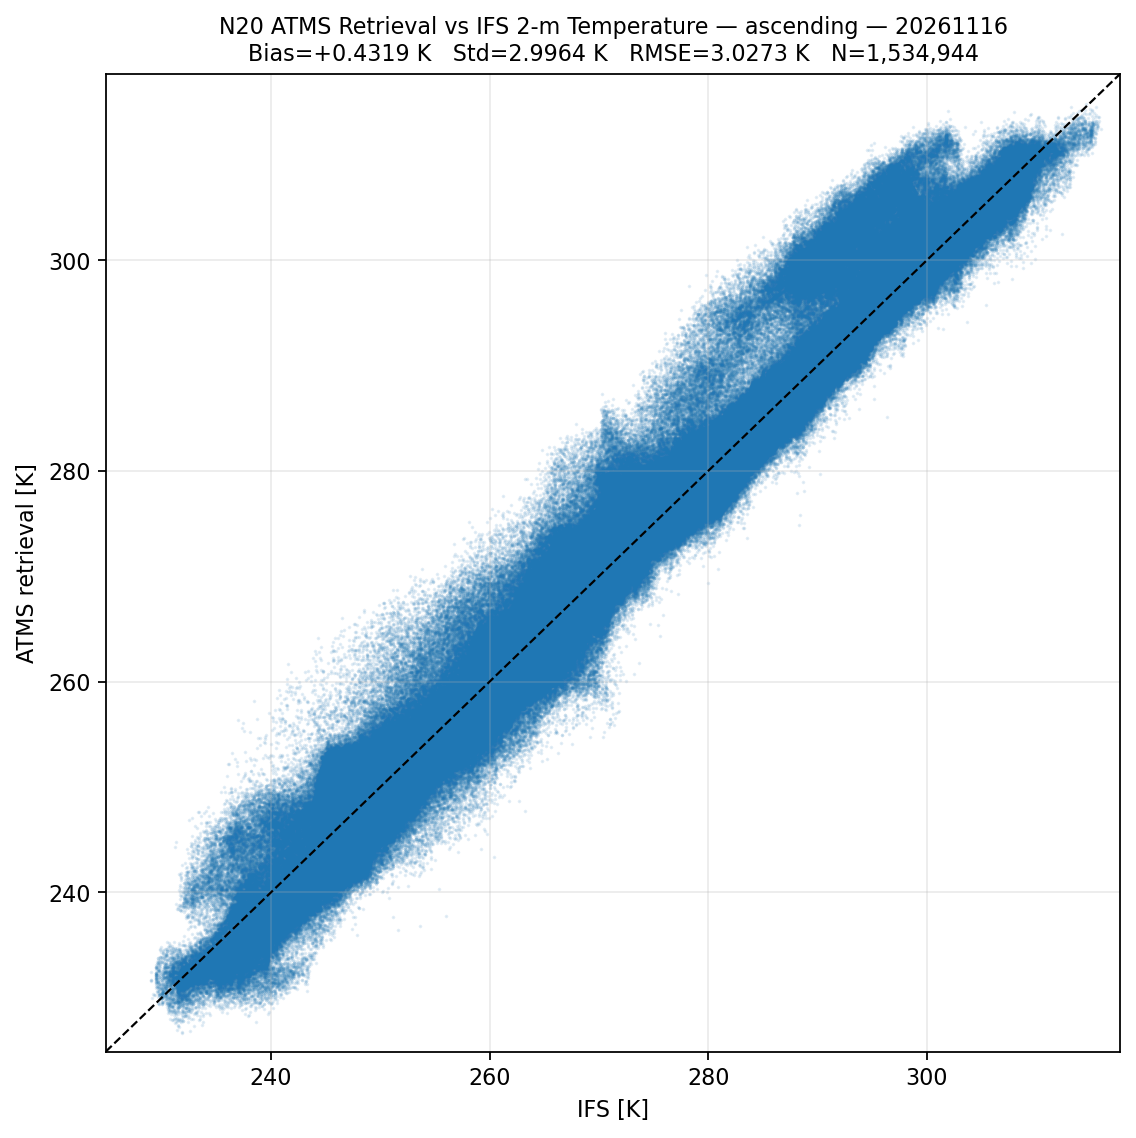 N20 ATMS Retrieval vs IFS 2-m Temperature — ascending — 20261116
Bias=+0.4319 K   Std=2.9964 K   RMSE=3.0273 K   N=1,534,944
ATMS retrieval [K]
300
280
260
240
240
260
280
300
IFS [K]